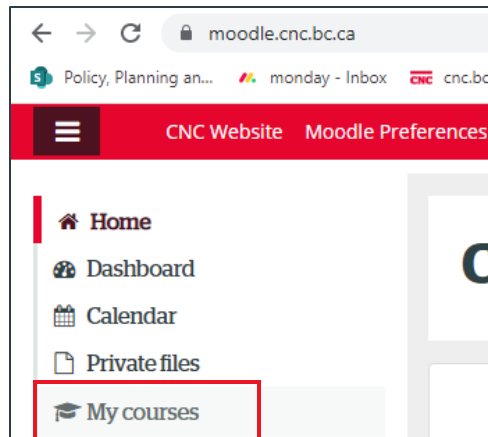 moodle.cnc.bc.ca
Policy, Planning an... monday - Inbox CNC cnc.bc
CNC Website Moodle Preferences
Home
Dashboard
Calendar
Private files
My courses